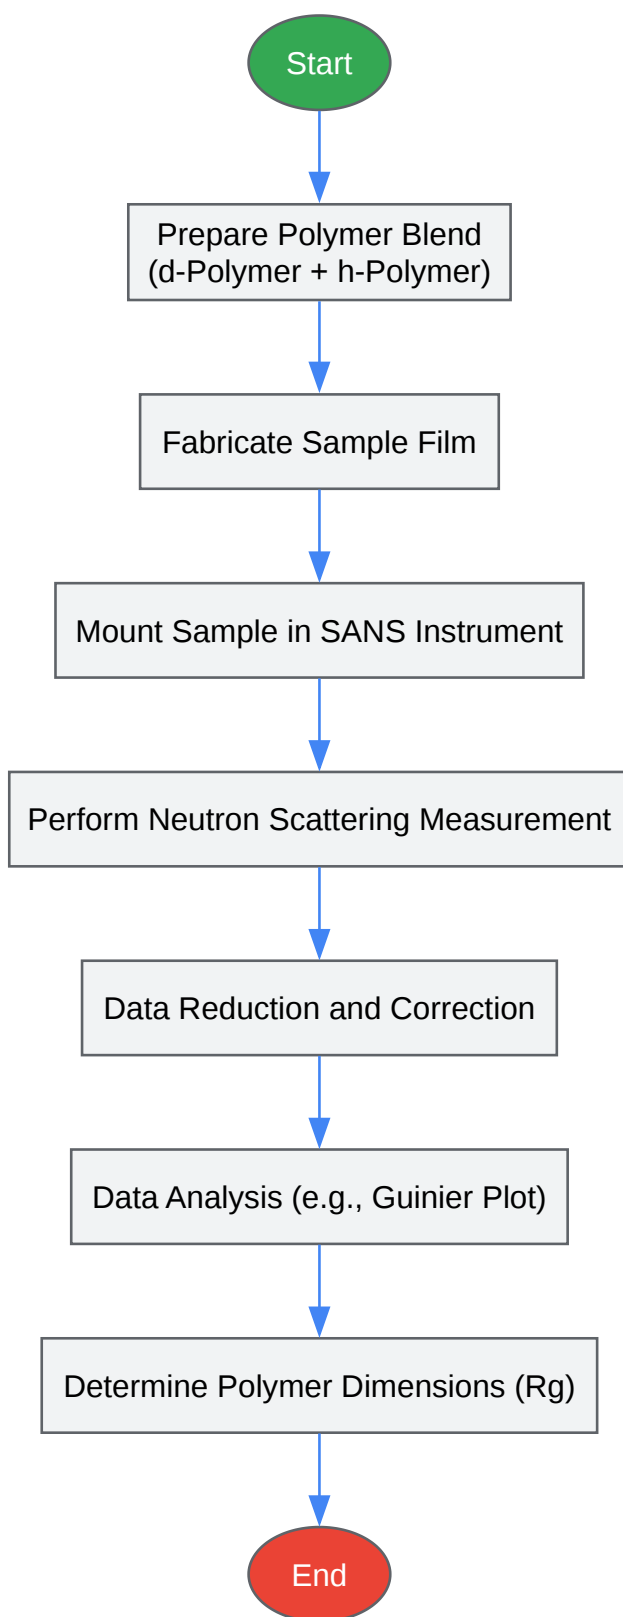 Start
Prepare Polymer Blend
(d-Polymer + h-Polymer)
Fabricate Sample Film
Mount Sample in SANS Instrument
Perform Neutron Scattering Measurement
Data Reduction and Correction
Data Analysis (e.g., Guinier Plot)
Determine Polymer Dimensions (Rg)
End